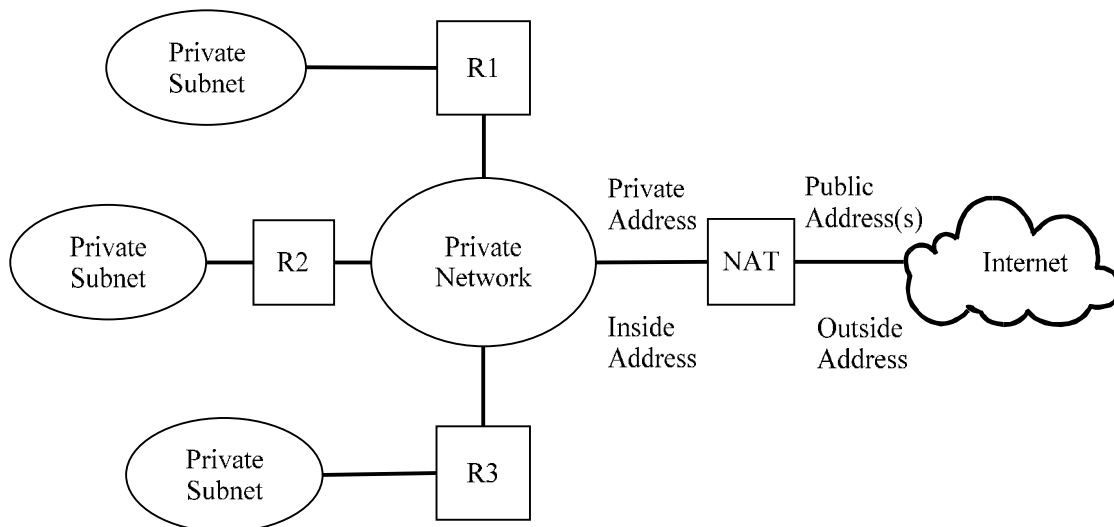 Private
Subnet
R1
Private
Address
Public
Address(s)
Private
Subnet
R2
Private
Network
NAT
Internet
Inside
Address
Outside
Address
Private
Subnet
R3